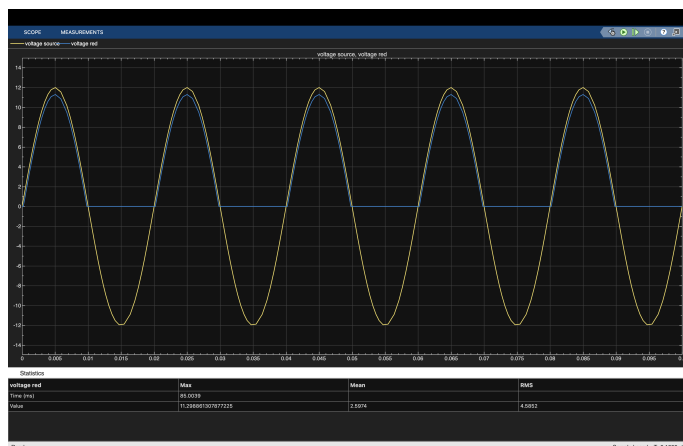 SCOPE MEASUREMENTS
voltage source voltage red
voltage source, voltage red
14
12
10
8
6
4
2
0
-2
-4
-6
-8
-10
-12
-14
0 0.005 0.01 0.015 0.02 0.025 0.03 0.035 0.04 0.045 0.05 0.055 0.06 0.065 0.07 0.075 0.08 0.085 0.09 0.095
Statistics
voltage red Max Mean RMS
Time (ms) 85.0039
Value 11.298861307877225 2.5974 4.5852